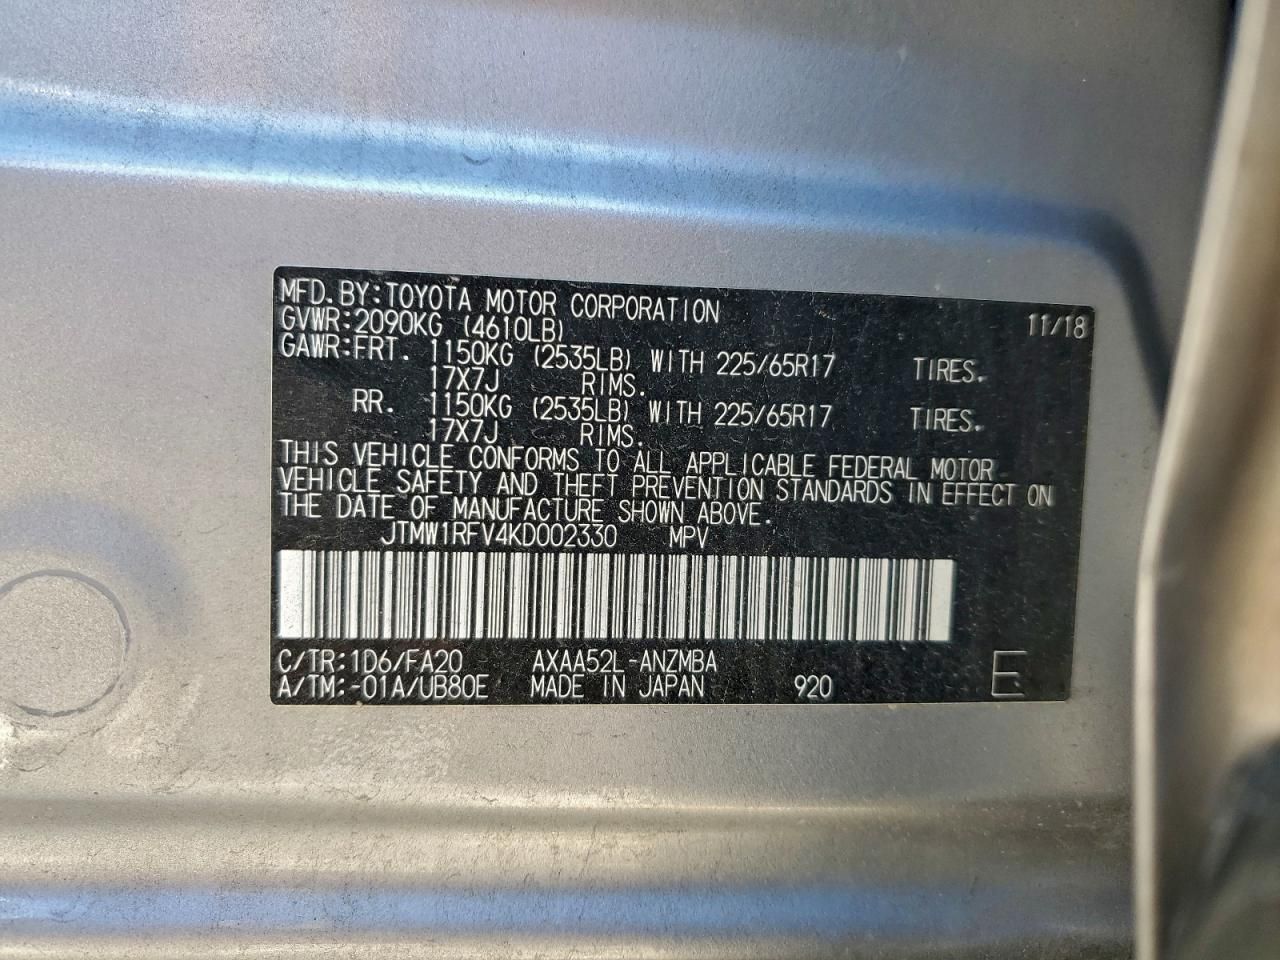 MFD. BY: TOYOTA MOTOR CORPORATION 11/18
GVWR: 2090KG (4610LB)
GAWR: FRT. 1150KG (2535LB) WITH 225/65R17 TIRES.
17X7J RIMS.
RR. 1150KG (2535LB) WITH 225/65R17 TIRES.
17X7J RIMS.
THIS VEHICLE CONFORMS TO ALL APPLICABLE FEDERAL MOTOR
VEHICLE SAFETY AND THEFT PREVENTION STANDARDS IN EFFECT ON
THE DATE OF MANUFACTURE SHOWN ABOVE.
JTMW1RFV4KD002330 MPV
C/TR: 1D6/FA20 AXAA52L-ANZMBA
A/TM: -01A/UB80E MADE IN JAPAN 920 E